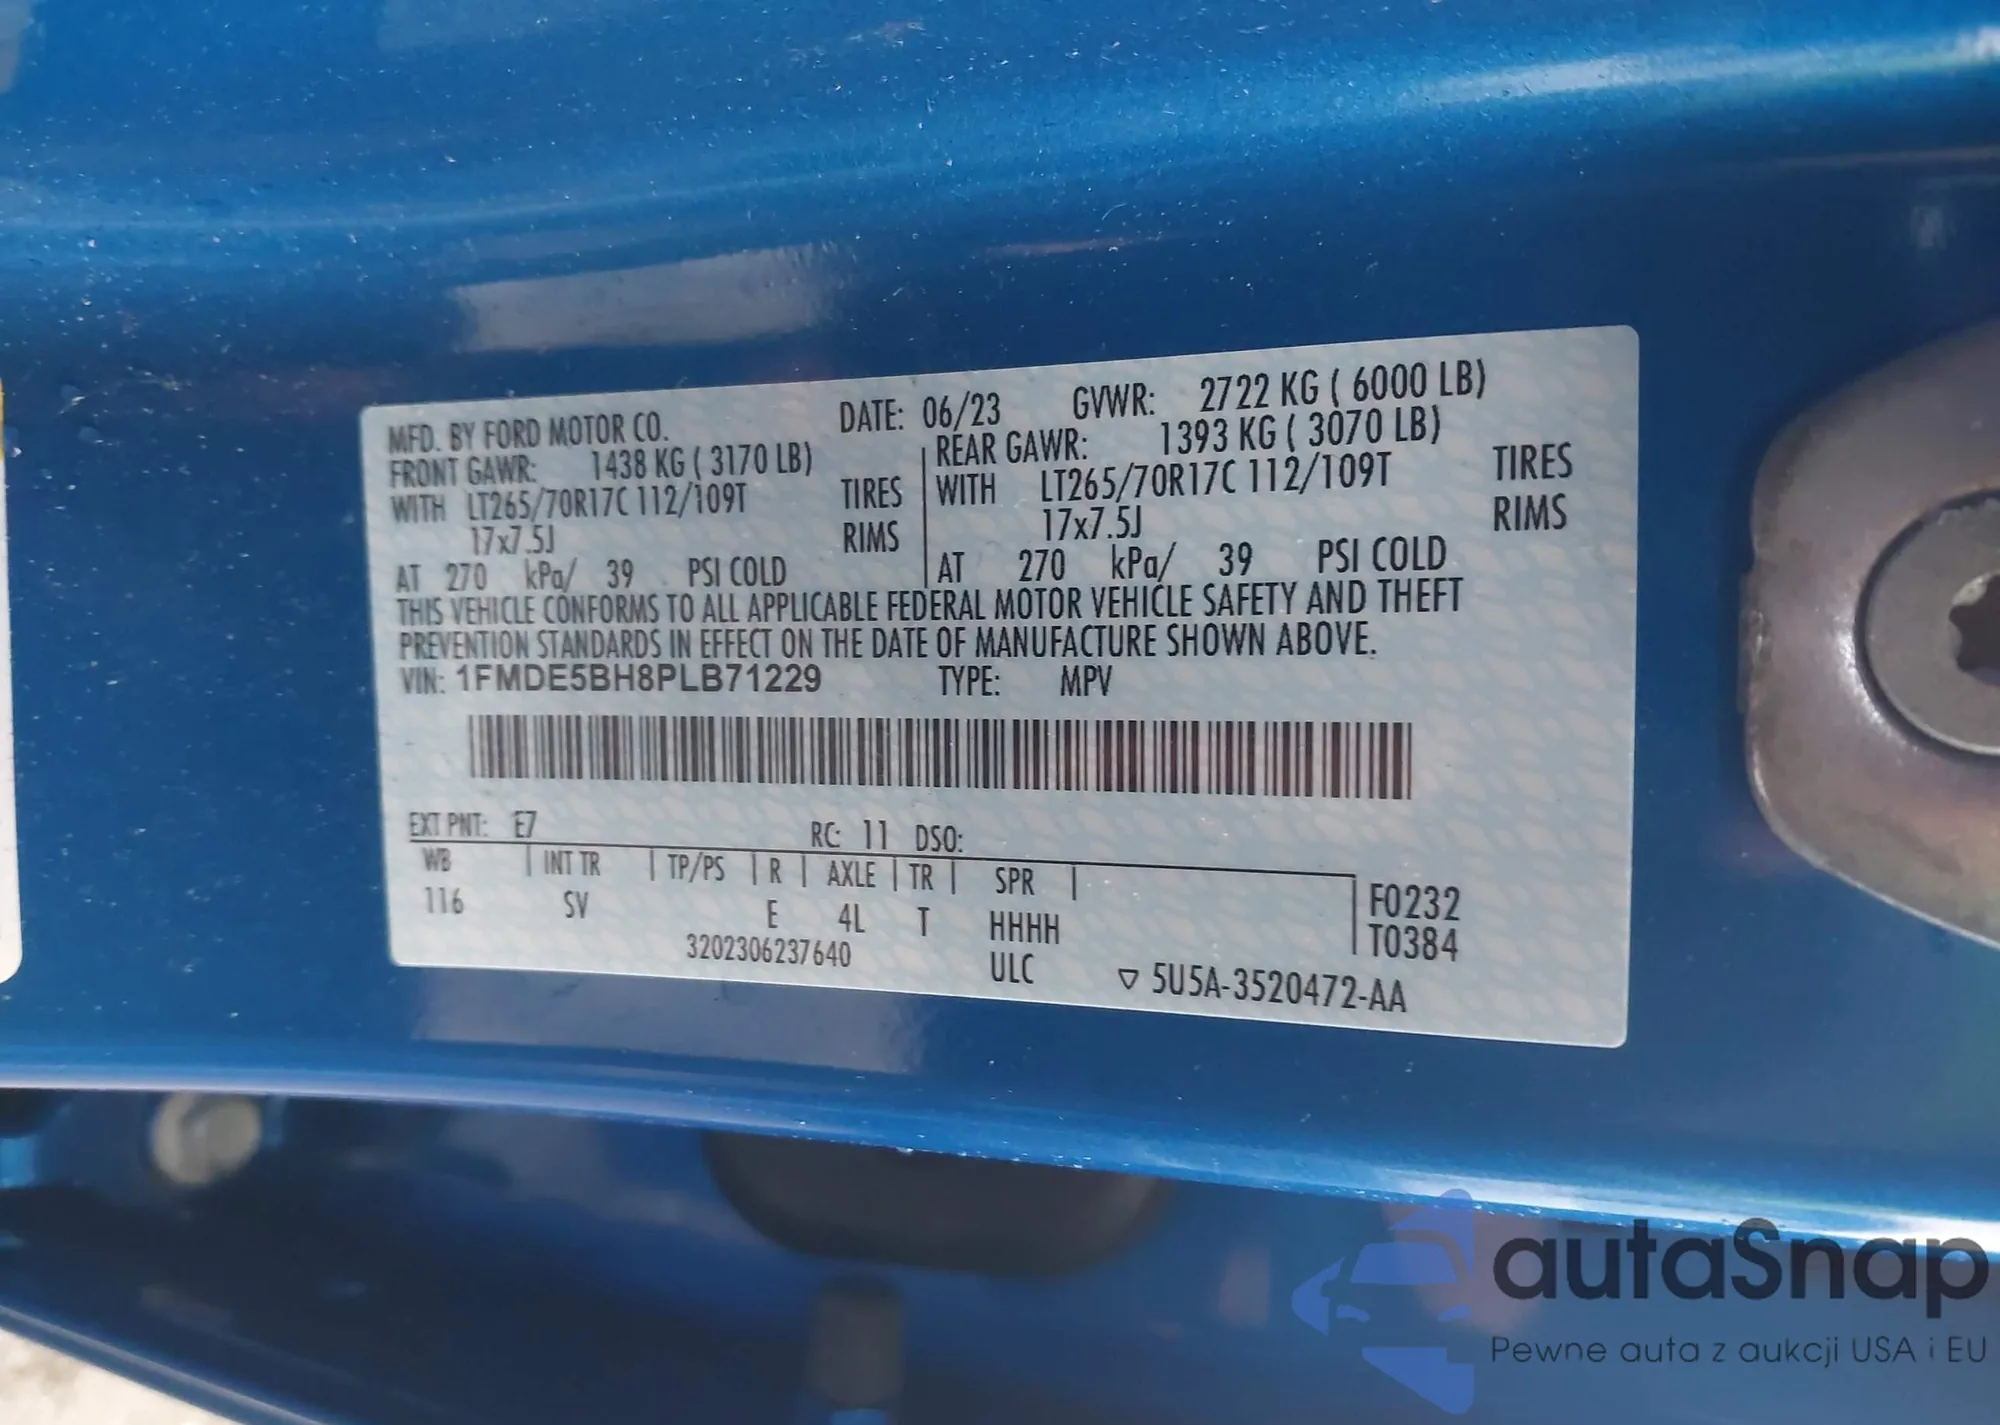 MFD. BY FORD MOTOR CO. DATE: 06/23 GVWR: 2722 KG ( 6000 LB)
FRONT GAWR: 1438 KG ( 3170 LB) REAR GAWR: 1393 KG ( 3070 LB)
WITH LT265/70R17C 112/109T TIRES WITH LT265/70R17C 112/109T TIRES
17x7.5J RIMS 17x7.5J RIMS
AT 270 kPa/ 39 PSI COLD AT 270 kPa/ 39 PSI COLD
THIS VEHICLE CONFORMS TO ALL APPLICABLE FEDERAL MOTOR VEHICLE SAFETY AND THEFT
PREVENTION STANDARDS IN EFFECT ON THE DATE OF MANUFACTURE SHOWN ABOVE.
VIN: 1FMDE5BH8PLB71229 TYPE: MPV
EXT PNT: E7 RC: 11 DSO:
WB INT TR TP/PS R AXLE TR SPR
116 SV E 4L T HHHH F0232
T0384
3202306237640 ULC ▽ 5U5A-3520472-AA
autaSnap
Pewne auta z aukcji USA i EU